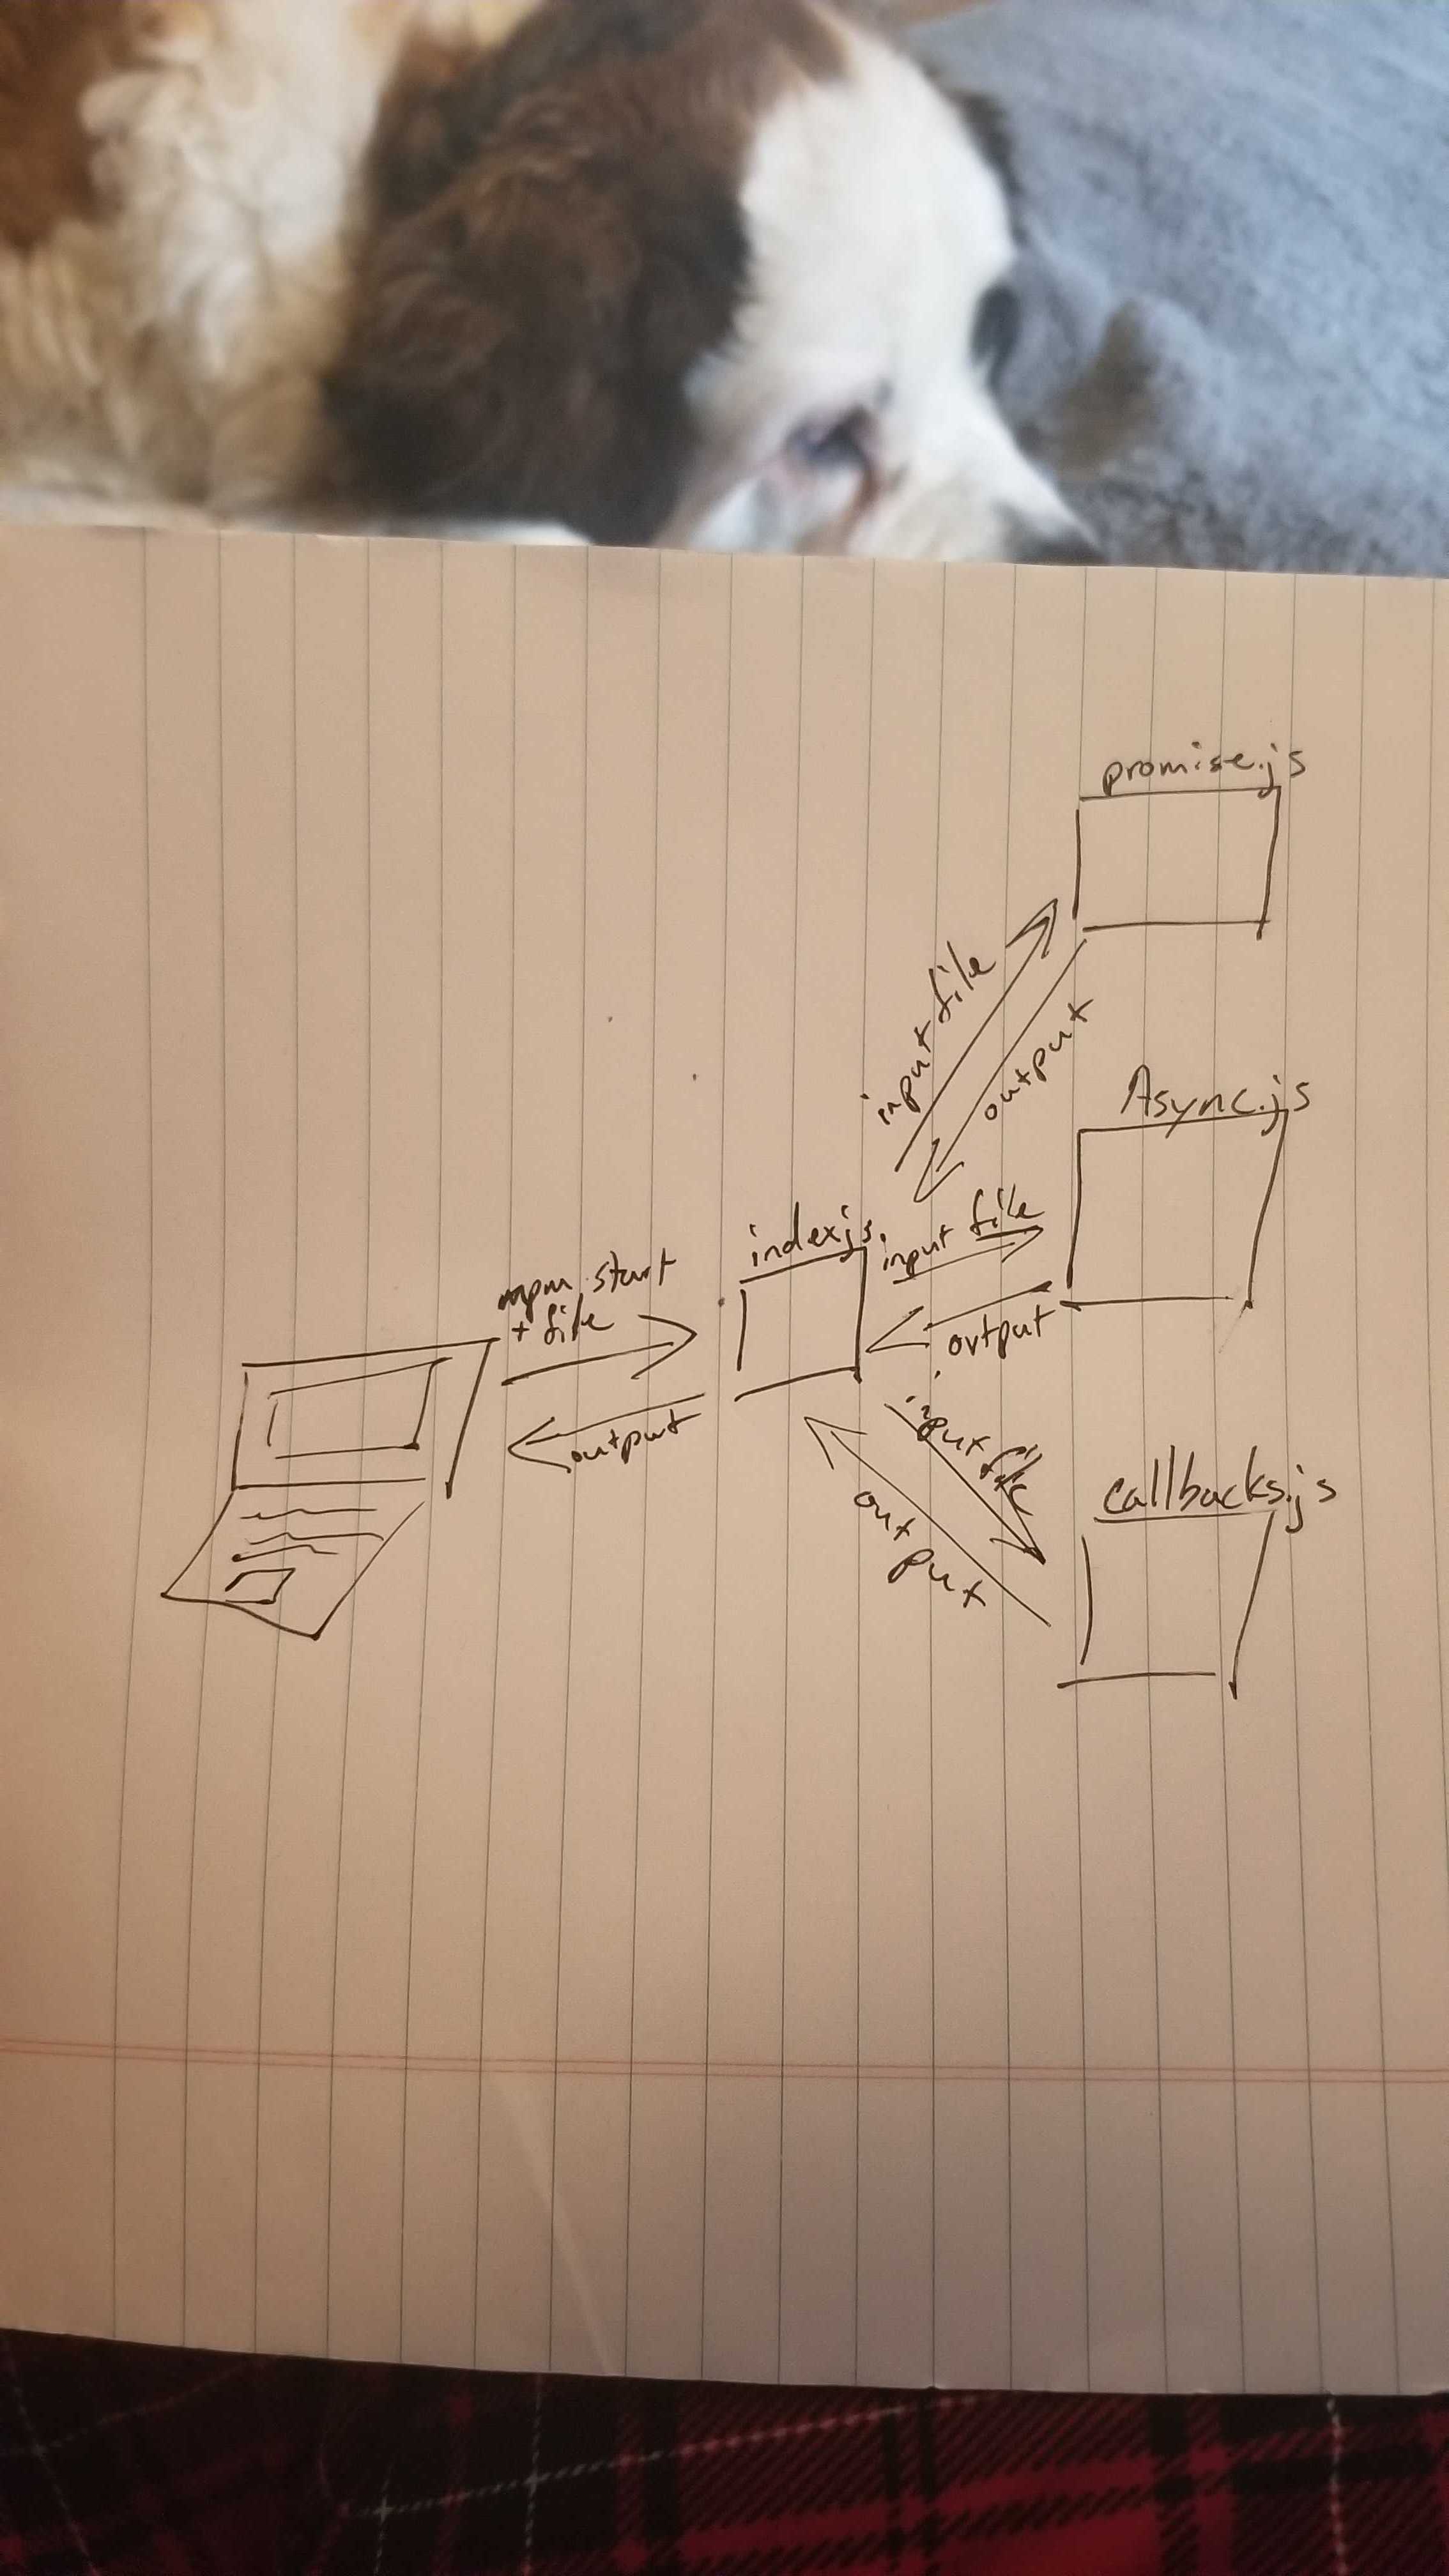 promise.js
input file
output
Async.js
index.js
input file
output
npm start
+ file
output
input file
output
callbacks.js